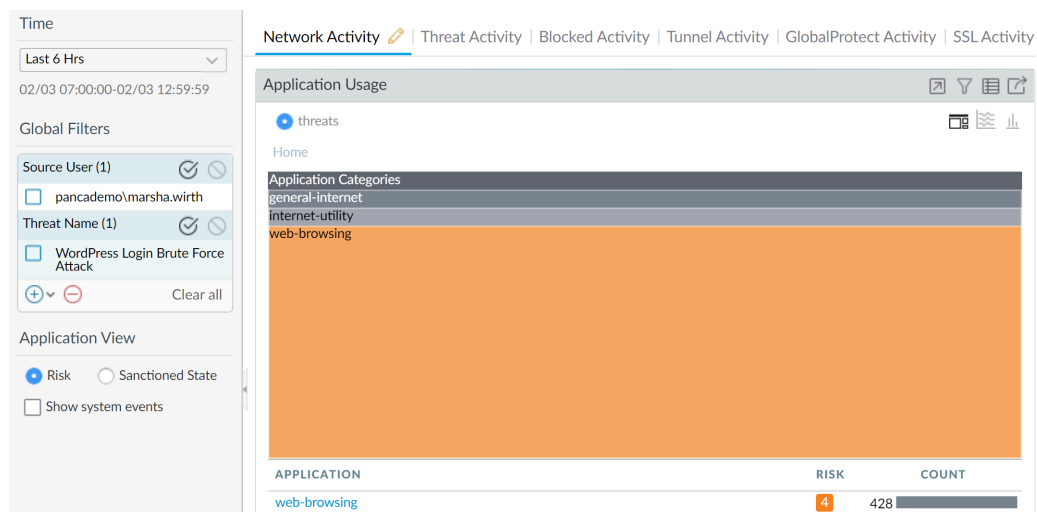 Time
Last 6 Hrs
02/03 07:00:00-02/03 12:59:59
Global Filters
Source User (1)
pancademo\marsha.wirth
Threat Name (1)
WordPress Login Brute Force
Attack
Clear all
Application View
Risk Sanctioned State
Show system events
Network Activity | Threat Activity | Blocked Activity | Tunnel Activity | GlobalProtect Activity | SSL Activity
Application Usage
threats
Home
Application Categories
general-internet
internet-utility
web-browsing
APPLICATION RISK COUNT
web-browsing 4 428